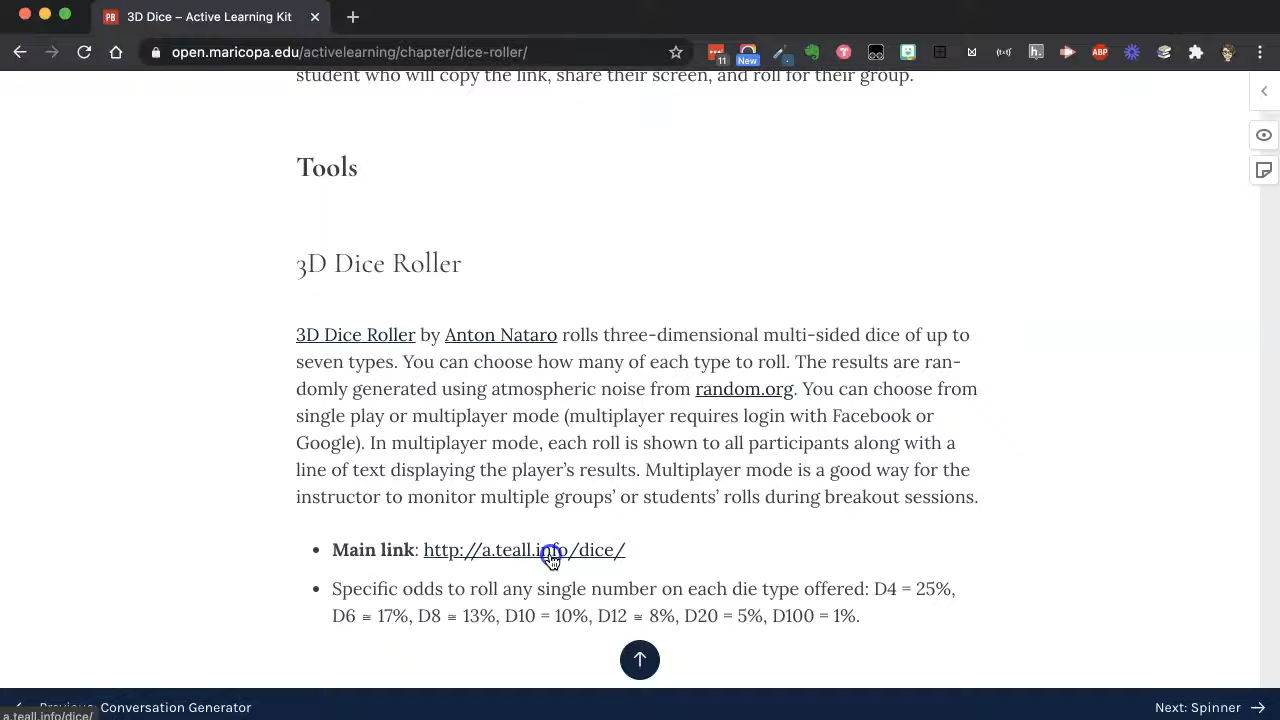 3D Dice – Active Learning Kit
open.maricopa.edu/activelearning/chapter/dice-roller/
11
New
h.
ABP
student who will copy the link, share their screen, and roll for their group.
Tools
3D Dice Roller
3D Dice Roller by Anton Nataro rolls three-dimensional multi-sided dice of up to
seven types. You can choose how many of each type to roll. The results are ran-
domly generated using atmospheric noise from random.org. You can choose from
single play or multiplayer mode (multiplayer requires login with Facebook or
Google). In multiplayer mode, each roll is shown to all participants along with a
line of text displaying the player’s results. Multiplayer mode is a good way for the
instructor to monitor multiple groups’ or students’ rolls during breakout sessions.
• Main link: http://a.teall.info/dice/
• Specific odds to roll any single number on each die type offered: D4 = 25%,
D6 ≅ 17%, D8 ≅ 13%, D10 = 10%, D12 ≅ 8%, D20 = 5%, D100 = 1%.
Previous: Conversation Generator
Next: Spinner
a.teall.info/dice/